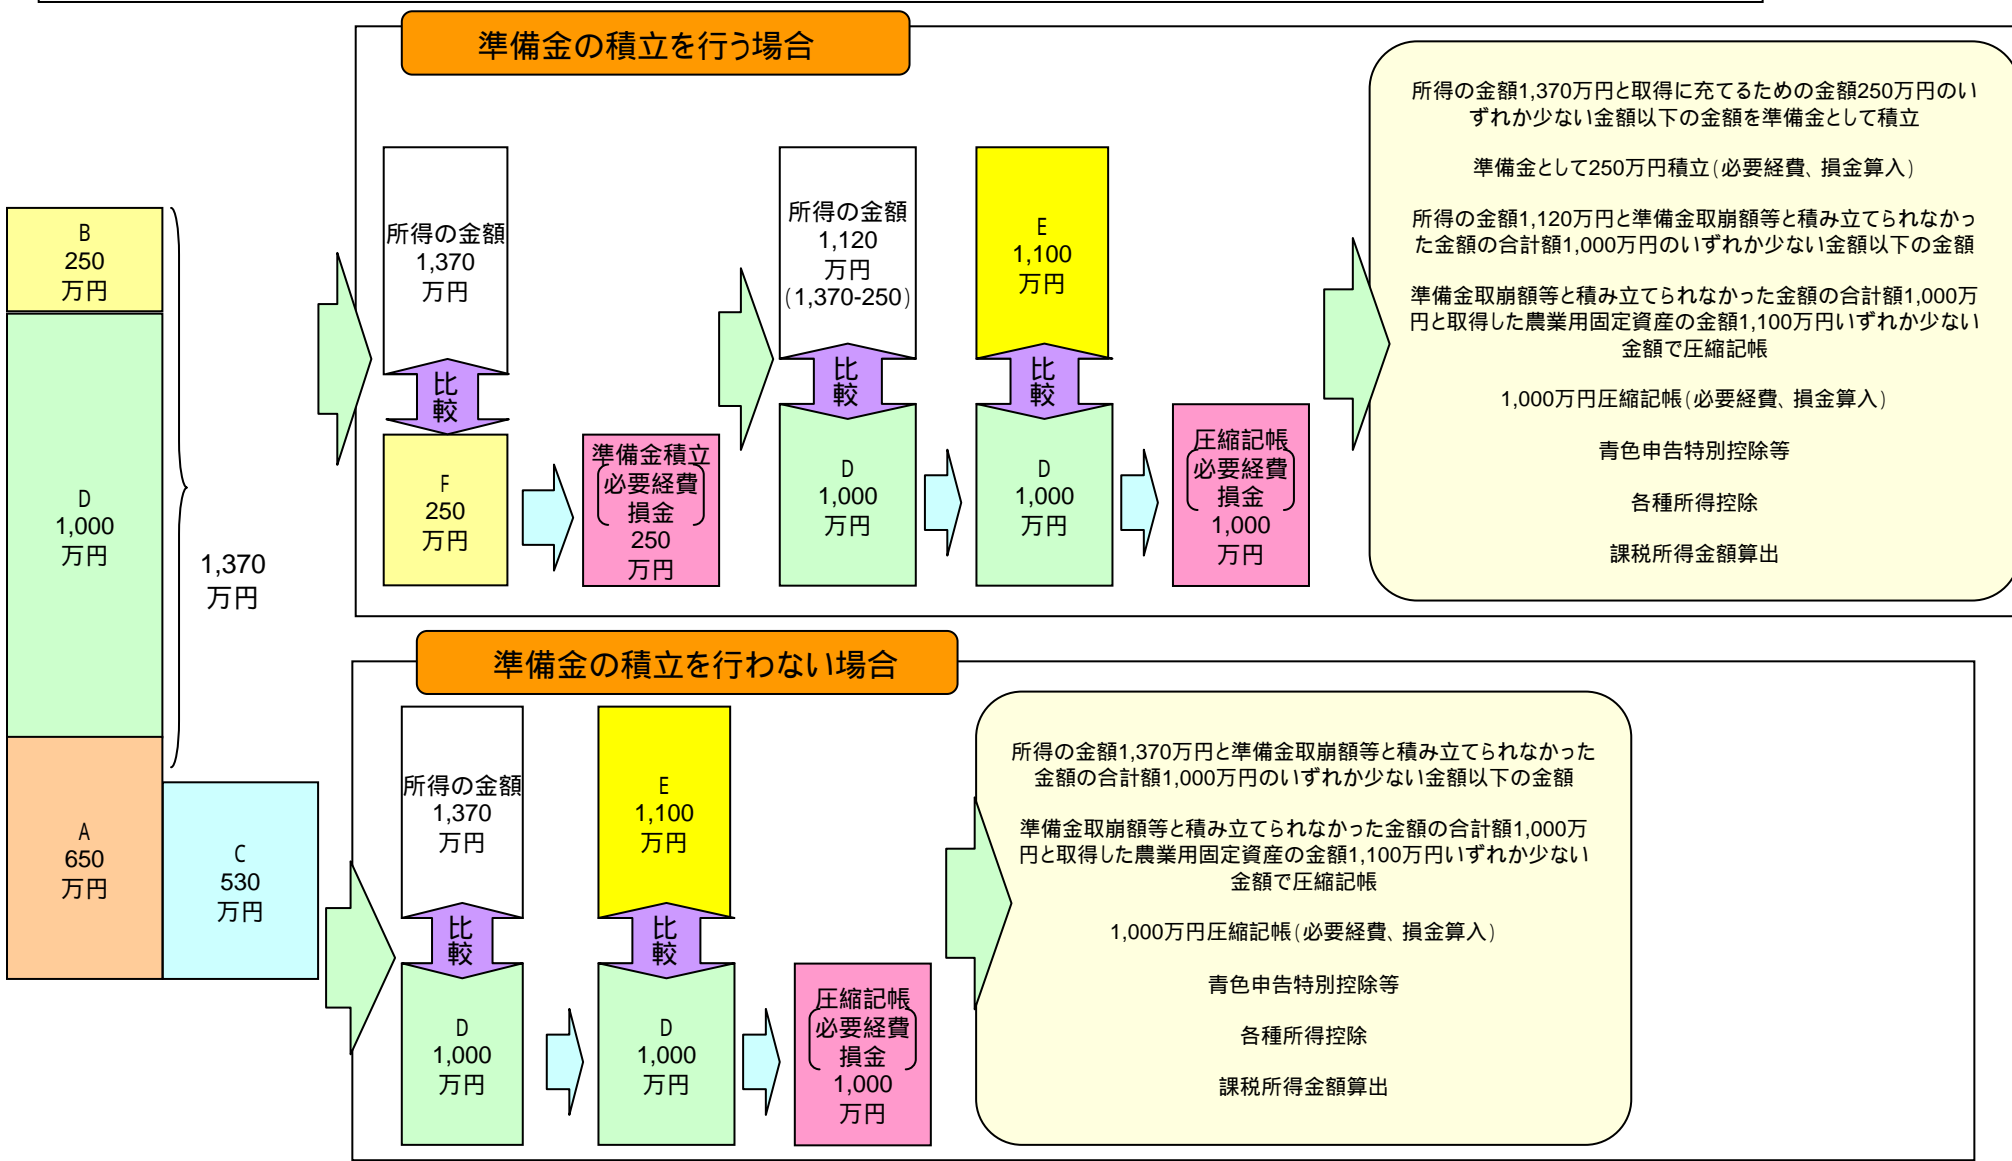 準備金の積立を行う場合
B
250
万円
D
1,000
万円
A
650
万円
C
530
万円
1,370
万円
所得の金額
1,370
万円
比
較
F
250
万円
準備金積立
必要経費
損金
250
万円
所得の金額
1,120
万円
(1,370-250)
比
較
D
1,000
万円
E
1,100
万円
比
較
D
1,000
万円
圧縮記帳
必要経費
損金
1,000
万円
所得の金額1,370万円と取得に充てるための金額250万円のい
ずれか少ない金額以下の金額を準備金として積立
準備金として250万円積立(必要経費、損金算入)
所得の金額1,120万円と準備金取崩額等と積み立てられなかっ
た金額の合計額1,000万円のいずれか少ない金額以下の金額
準備金取崩額等と積み立てられなかった金額の合計額1,000万
円と取得した農業用固定資産の金額1,100万円いずれか少ない
金額で圧縮記帳
1,000万円圧縮記帳(必要経費、損金算入)
青色申告特別控除等
各種所得控除
課税所得金額算出
準備金の積立を行わない場合
所得の金額
1,370
万円
比
較
D
1,000
万円
E
1,100
万円
比
較
D
1,000
万円
圧縮記帳
必要経費
損金
1,000
万円
所得の金額1,370万円と準備金取崩額等と積み立てられなかった
金額の合計額1,000万円のいずれか少ない金額以下の金額
準備金取崩額等と積み立てられなかった金額の合計額1,000万
円と取得した農業用固定資産の金額1,100万円いずれか少ない
金額で圧縮記帳
1,000万円圧縮記帳(必要経費、損金算入)
青色申告特別控除等
各種所得控除
課税所得金額算出